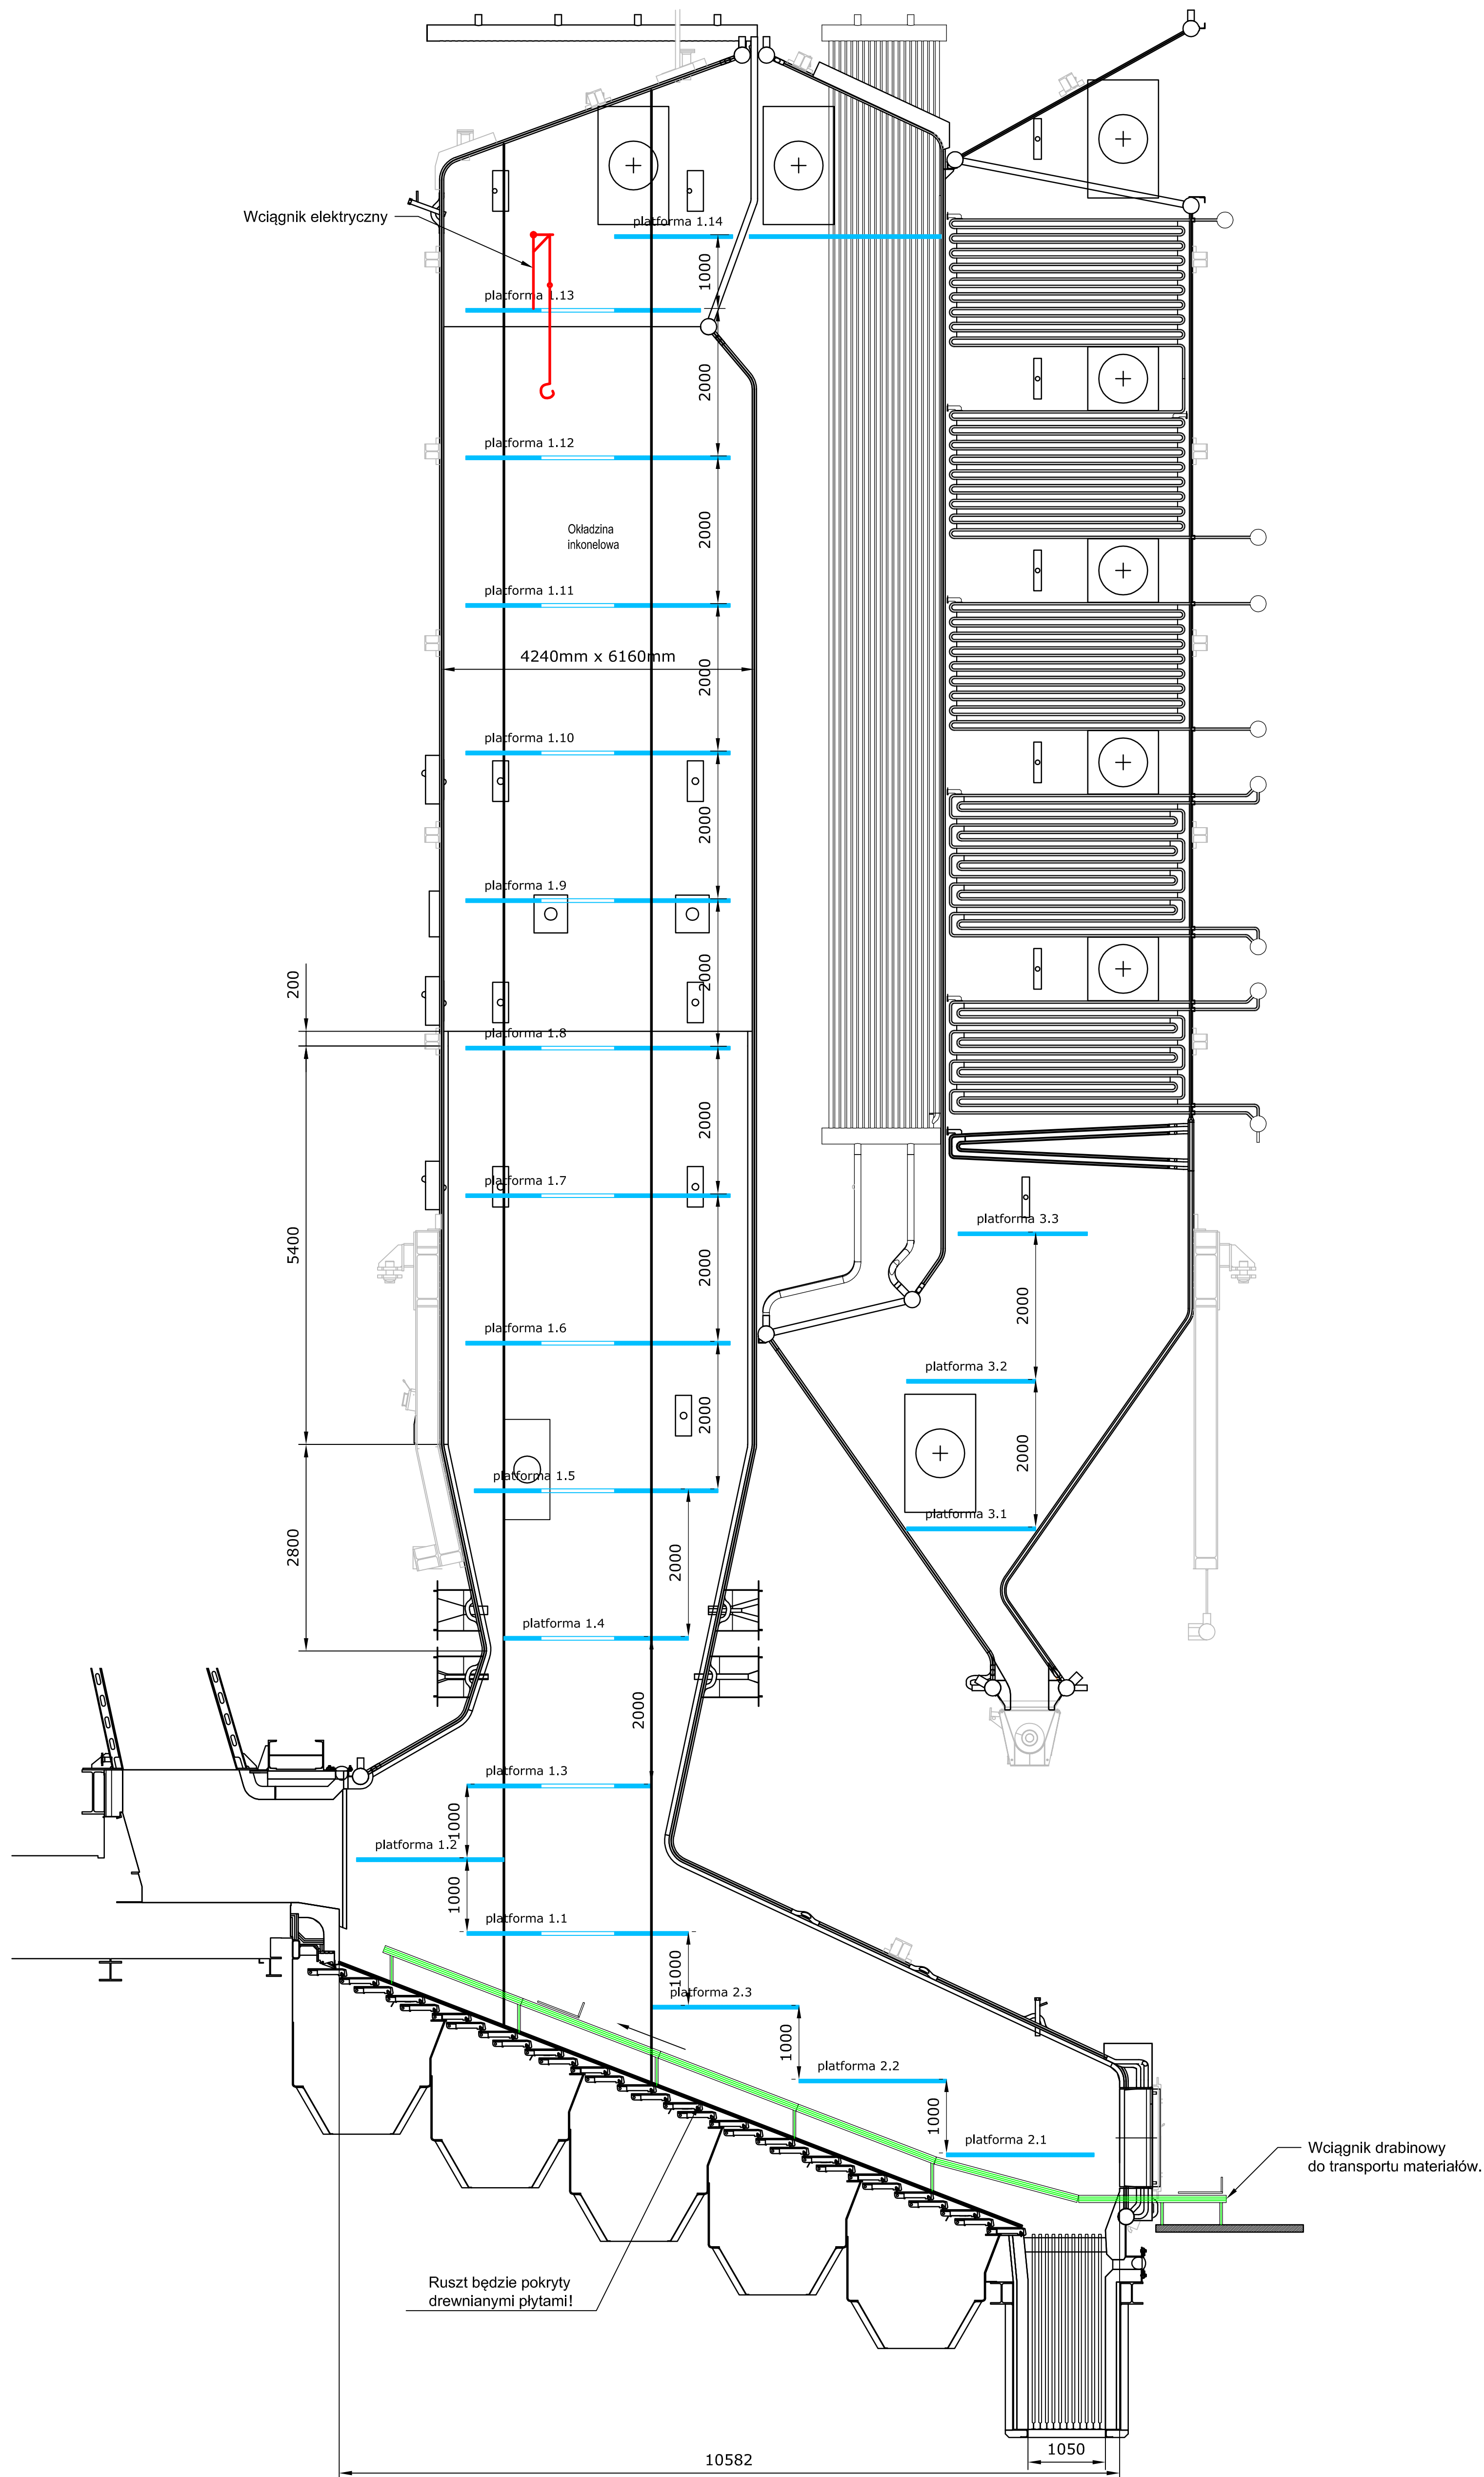 platforma 1.14
Wciągnik elektryczny
1000
platforma 1.13
2000
platforma 1.12
Okładzina
inkonelowa
2000
platforma 1.11
4240mm x 6160mm
2000
platforma 1.10
2000
platforma 1.9
2000
200
platforma 1.8
2000
platforma 1.7
platforma 3.3
5400
2000
2000
platforma 1.6
platforma 3.2
2000
2000
platforma 1.5
platforma 3.1
2800
2000
platforma 1.4
2000
platforma 1.3
1000
platforma 1.2
1000
platforma 1.1
1000
platforma 2.3
1000
platforma 2.2
1000
platforma 2.1
Wciągnik drabinowy
do transportu materiałów.
Ruszt będzie pokryty
drewnianymi płytami!
1050
10582